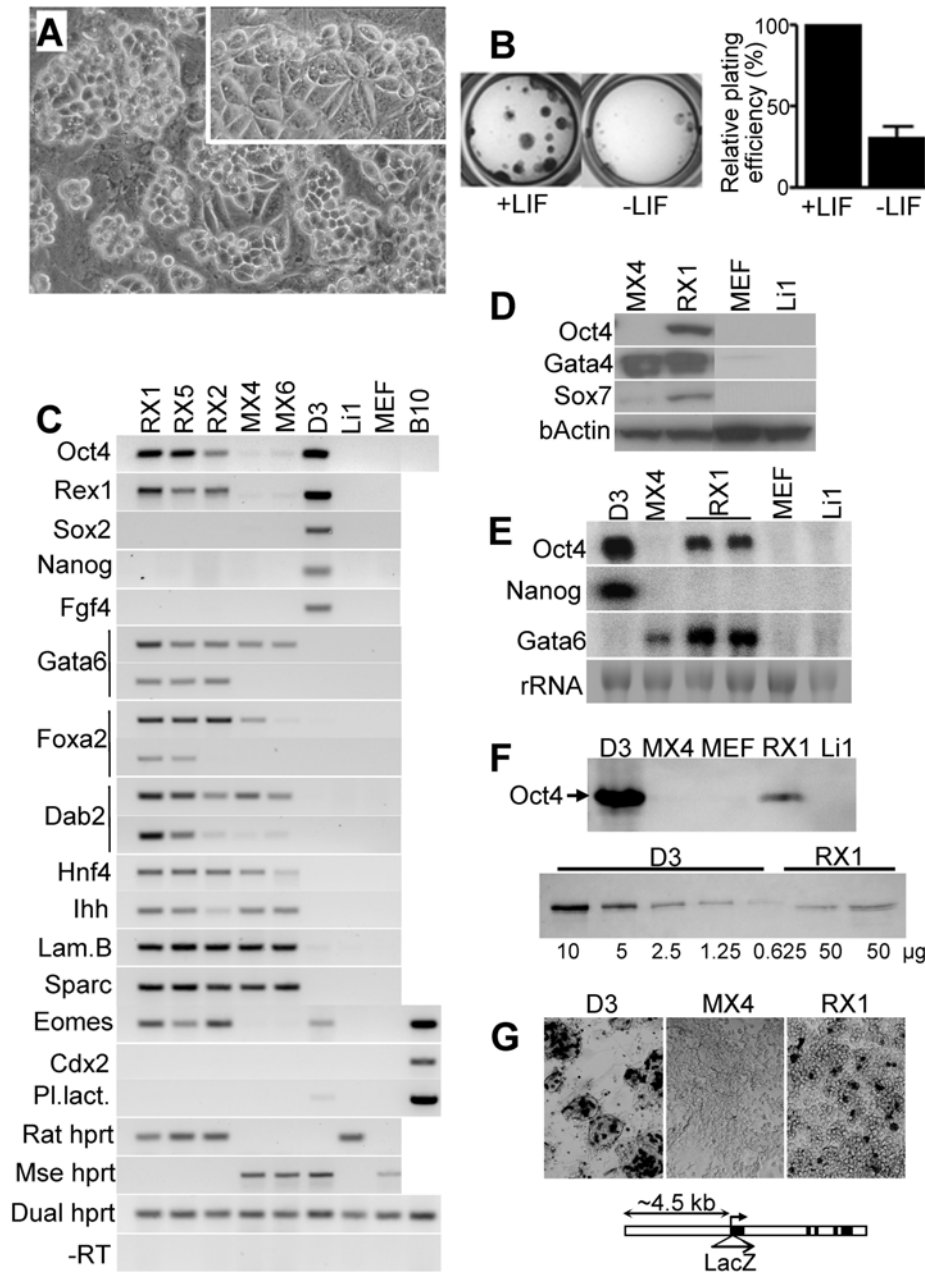 A
B
+LIF
-LIF
Relative plating
efficiency (%)
100
50
0
+LIF
-LIF
C
RX1
RX5
RX2
MX4
MX6
D3
Li1
MEF
B10
Oct4
Rex1
Sox2
Nanog
Fgf4
Gata6
Foxa2
Dab2
Hnf4
Ihh
Lam.B
Sparc
Eomes
Cdx2
Pl.lact.
Rat hprt
Mse hprt
Dual hprt
-RT
D
MX4
RX1
MEF
Li1
Oct4
Gata4
Sox7
bActin
E
D3
MX4
RX1
MEF
Li1
Oct4
Nanog
Gata6
rRNA
F
D3 MX4 MEF RX1 Li1
Oct4
D3 RX1
10 5 2.5 1.25 0.625 50 50 µg
G
D3 MX4 RX1
~4.5 kb
LacZ